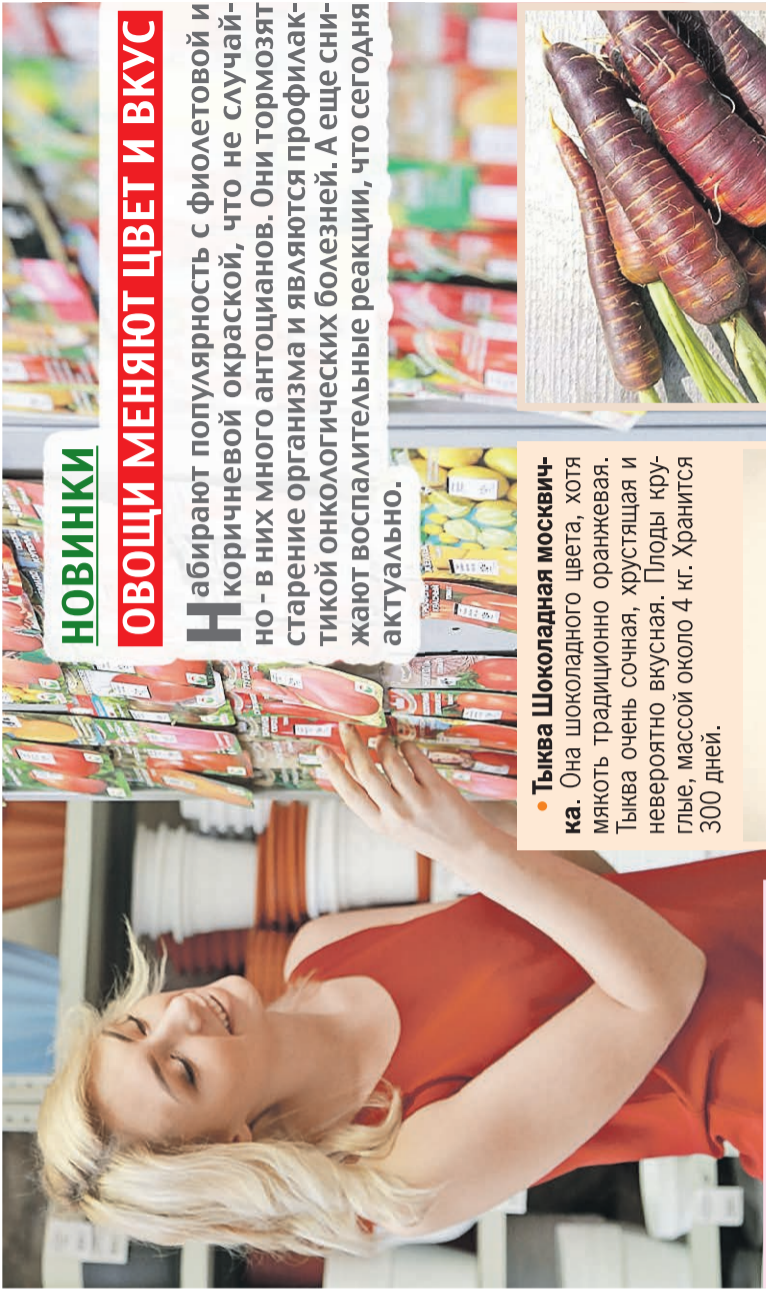 НОВИНКИ
ОВОЩИ МЕНЯЮТ ЦВЕТ И ВКУС
Набирают популярность с фиолетовой и
коричневой окраской, что не случай-
но - в них много антоцианов. Они тормозят
старение организма и являются профилак-
тикой онкологических болезней. А еще сни-
жают воспалительные реакции, что сегодня
актуально.
• Тыква Шоколадная москвич-
ка. Она шоколадного цвета, хотя
мякоть традиционно оранжевая.
Тыква очень сочная, хрустящая и
невероятно вкусная. Плоды кру-
глые, массой около 4 кг. Хранится
300 дней.